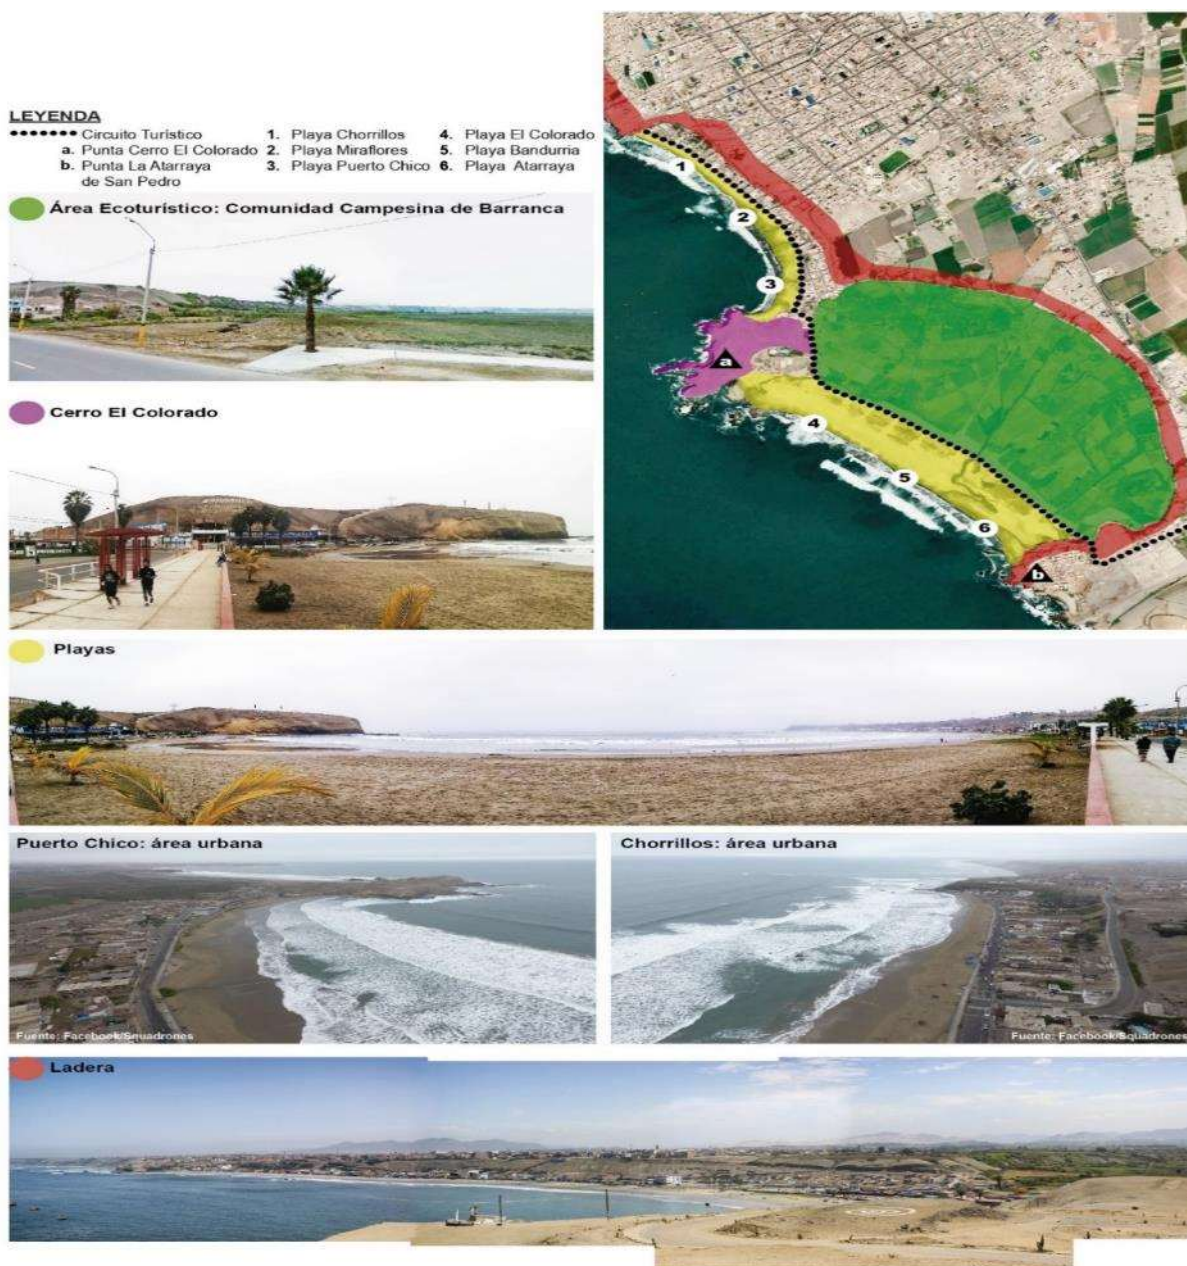 LEYENDA
Circuito Turístico
a. Punta Cerro El Colorado
b. Punta La Atarraya
de San Pedro
1. Playa Chorrillos
2. Playa Miraflores
3. Playa Puerto Chico
4. Playa El Colorado
5. Playa Bandurria
6. Playa Atarraya
Área Ecoturístico: Comunidad Campesina de Barranca
Cerro El Colorado
1
2
3
a
4
5
6
b
Playas
Puerto Chico: área urbana
Fuente: Facebook/Squadrones
Chorrillos: área urbana
Fuente: Facebook/Squadrones
Ladera